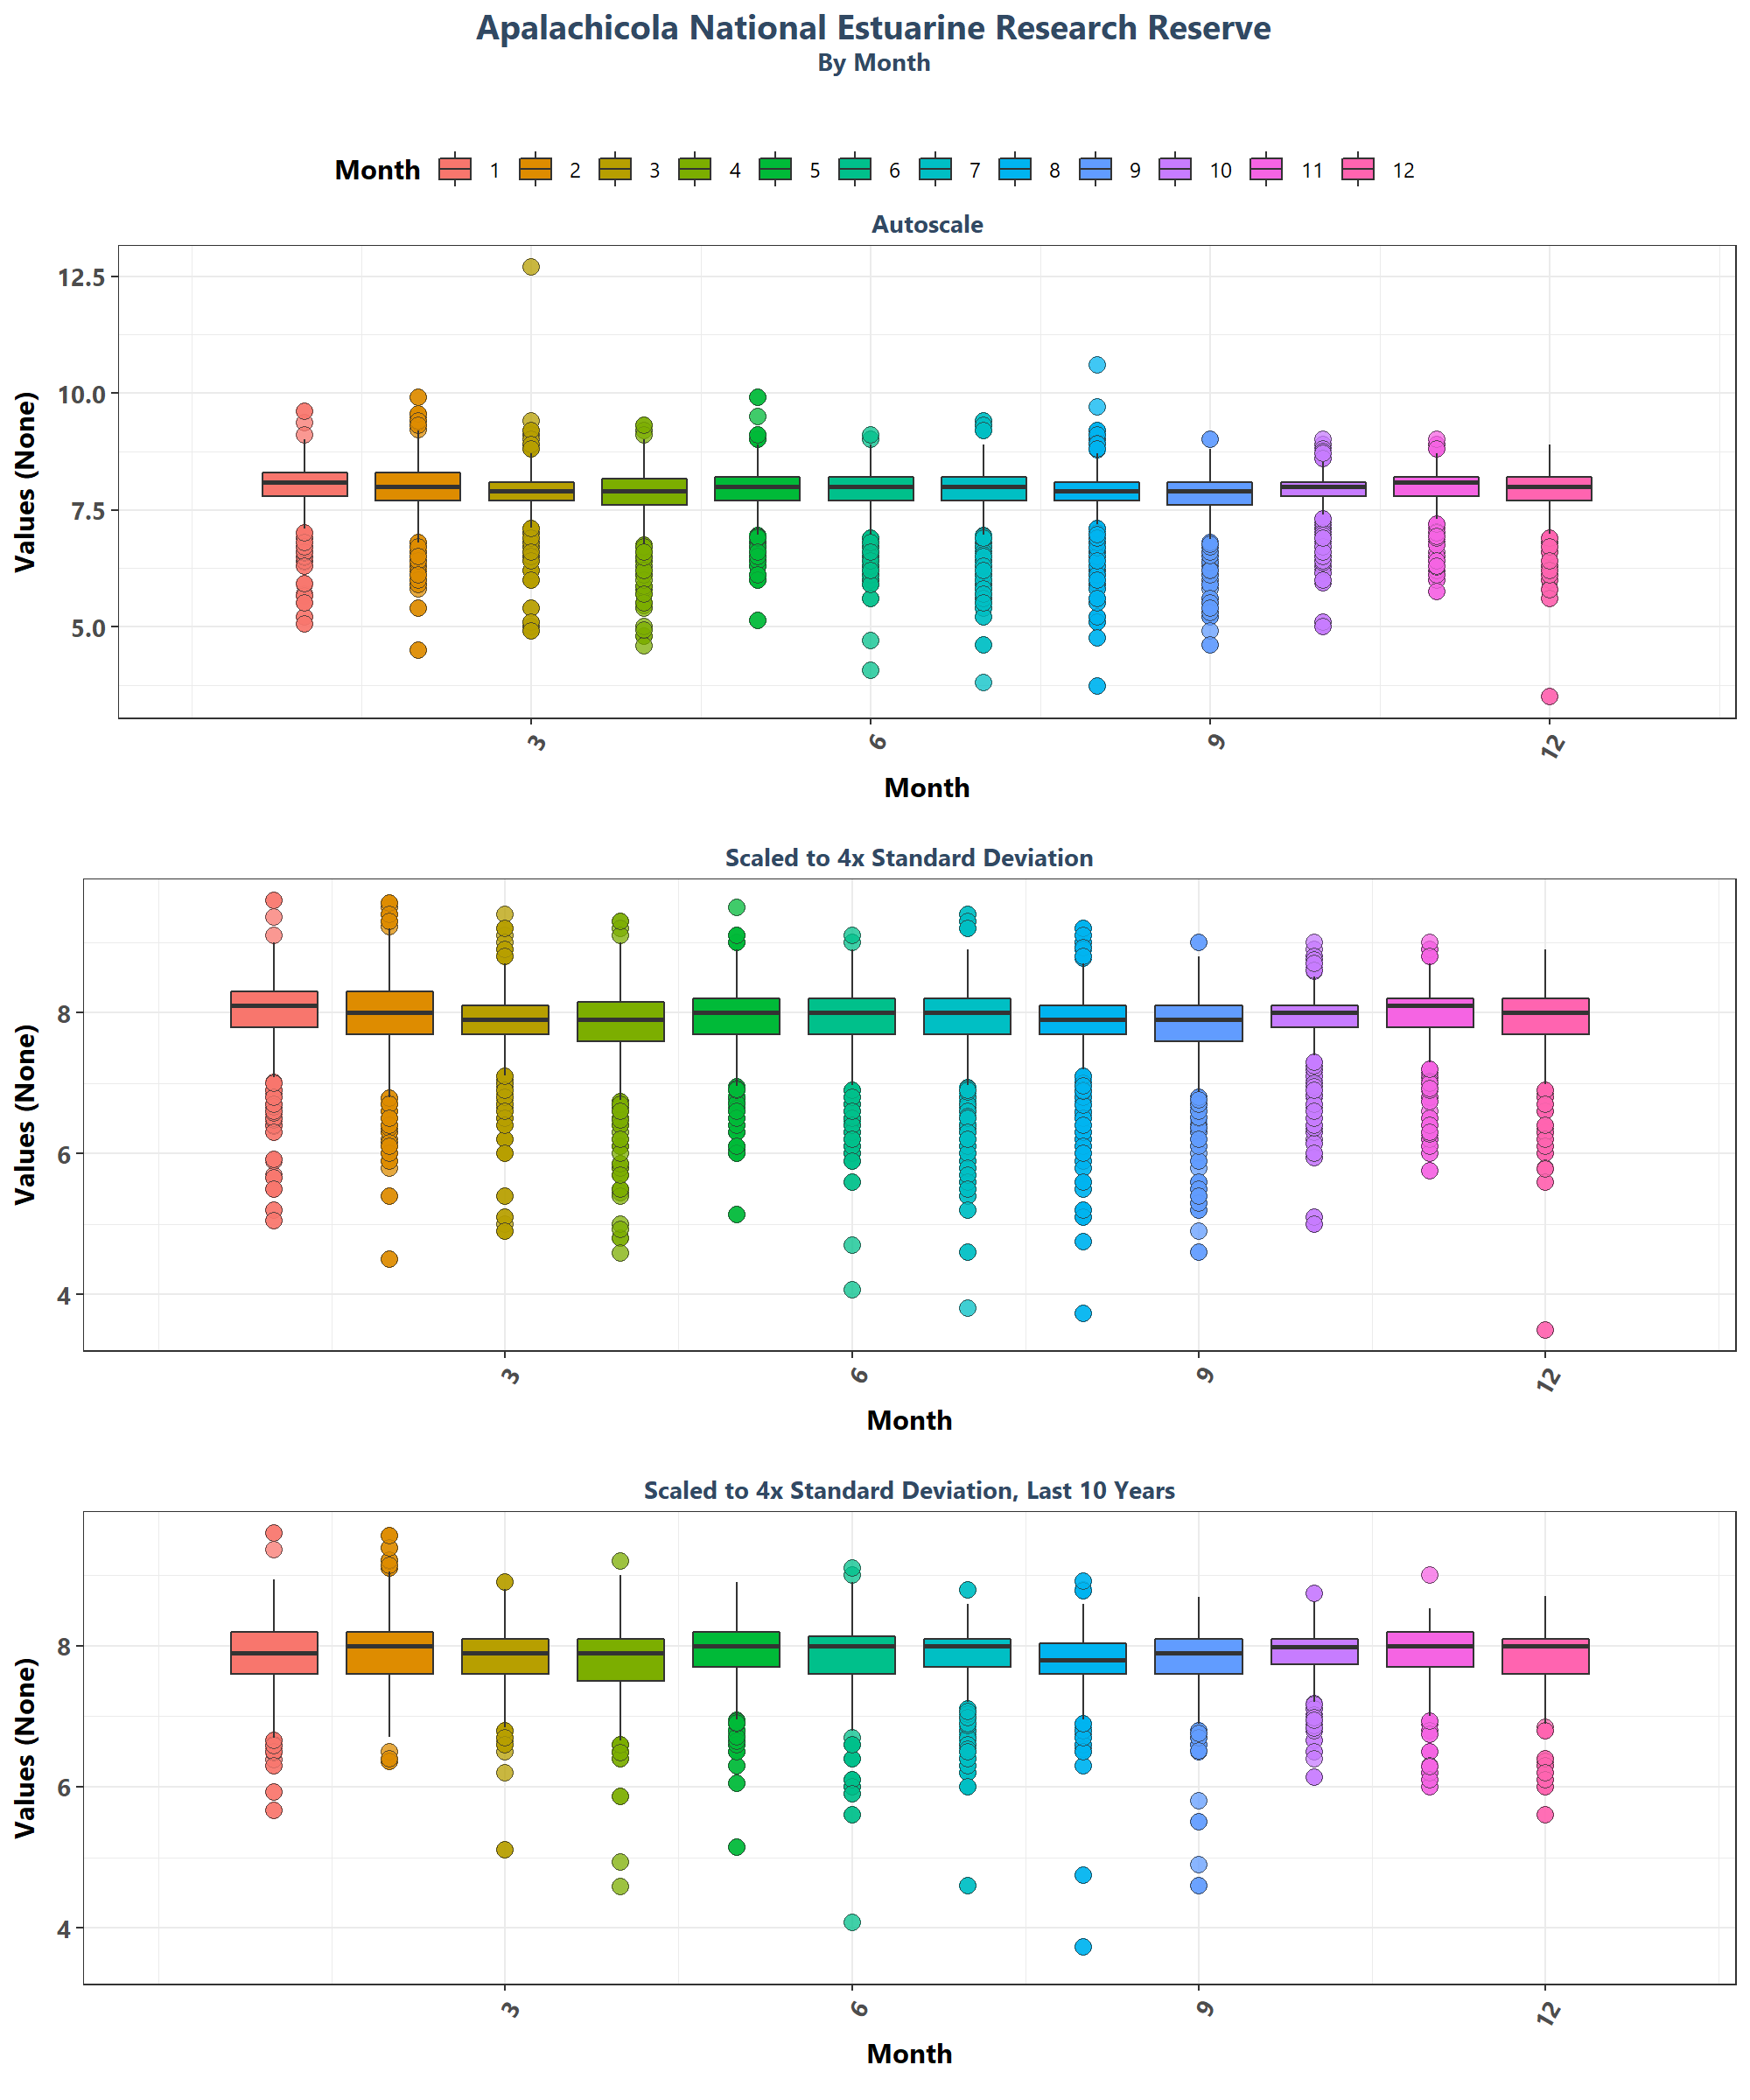 Apalachicola National Estuarine Research Reserve
By Month
Month 1 2 3 4 5 6 7 8 9 10 11 12
Autoscale
Values (None)
12.5
10.0
7.5
5.0
3 6 9 12
Month
Scaled to 4x Standard Deviation
Values (None)
8
6
4
3 6 9 12
Month
Scaled to 4x Standard Deviation, Last 10 Years
Values (None)
8
6
4
3 6 9 12
Month